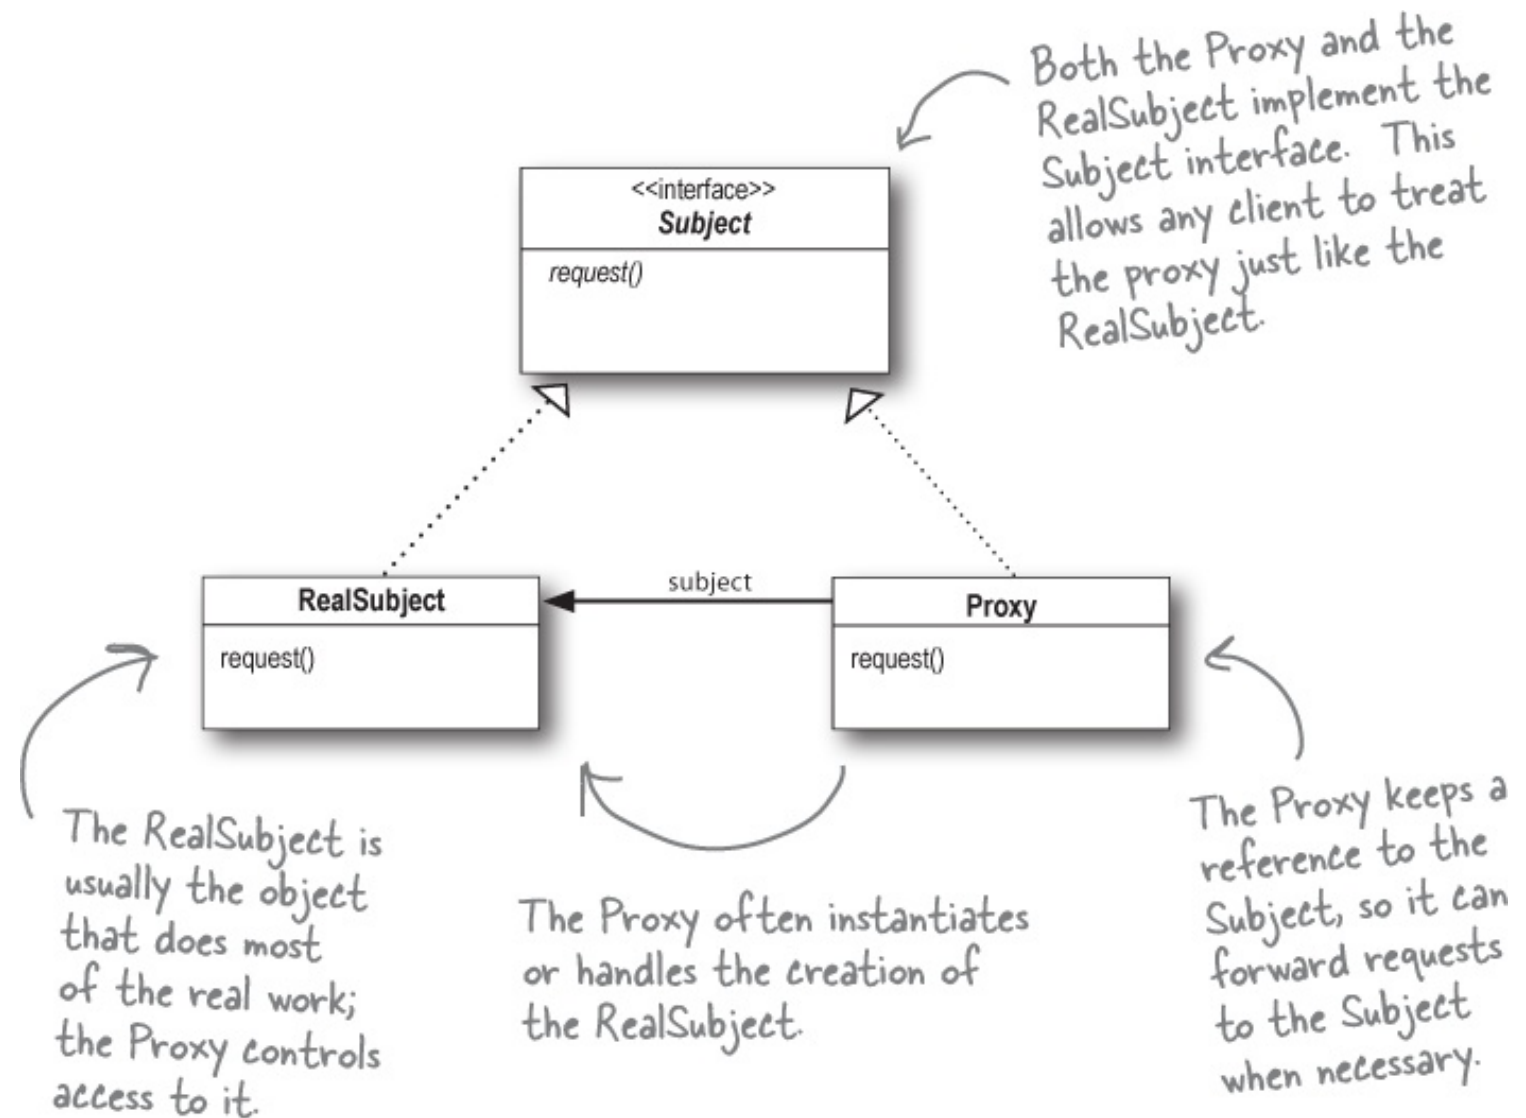 Both the Proxy and the
RealSubject implement the
Subject interface. This
allows any client to treat
the proxy just like the
RealSubject.
<<interface>>
Subject
request()
RealSubject
request()
subject
Proxy
request()
The RealSubject is
usually the object
that does most
of the real work;
the Proxy controls
access to it.
The Proxy often instantiates
or handles the creation of
the RealSubject.
The Proxy keeps a
reference to the
Subject, so it can
forward requests
to the Subject
when necessary.